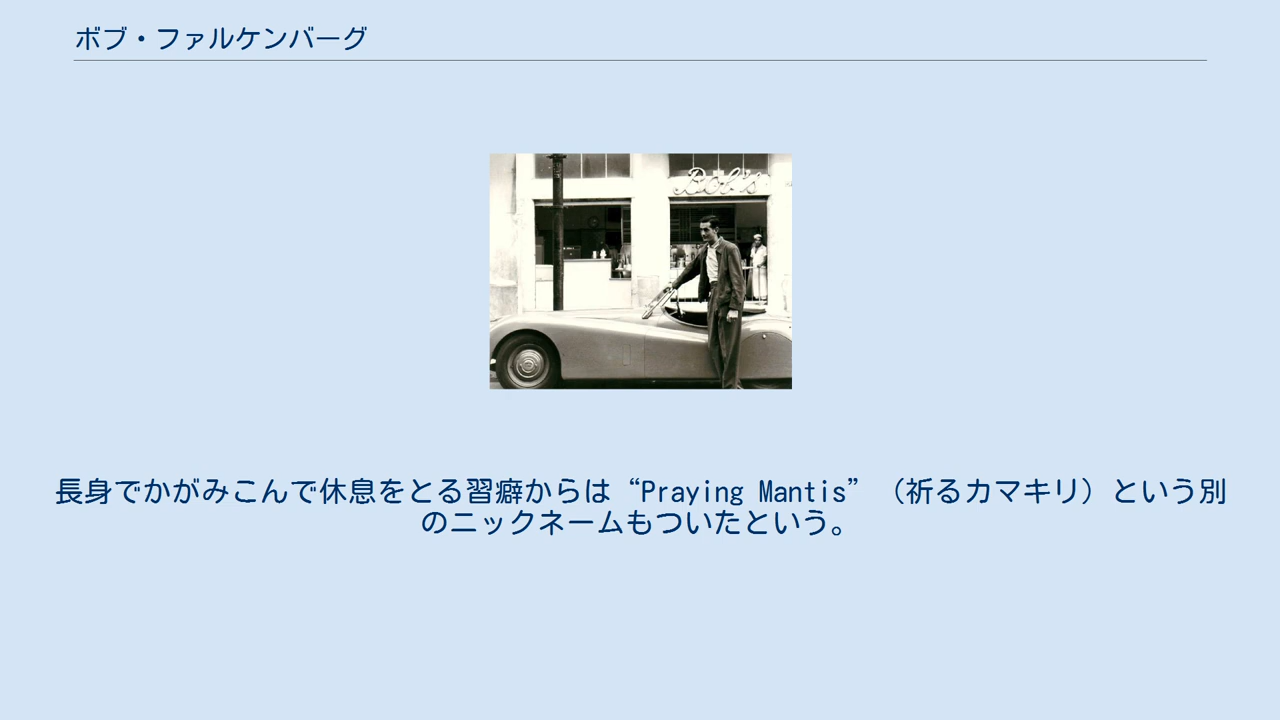 ボブ・ファルケンバーグ
Bob's
長身でかがみこんで休息をとる習癖からは“Praying Mantis”（祈るカマキリ）という別
のニックネームもついたという。